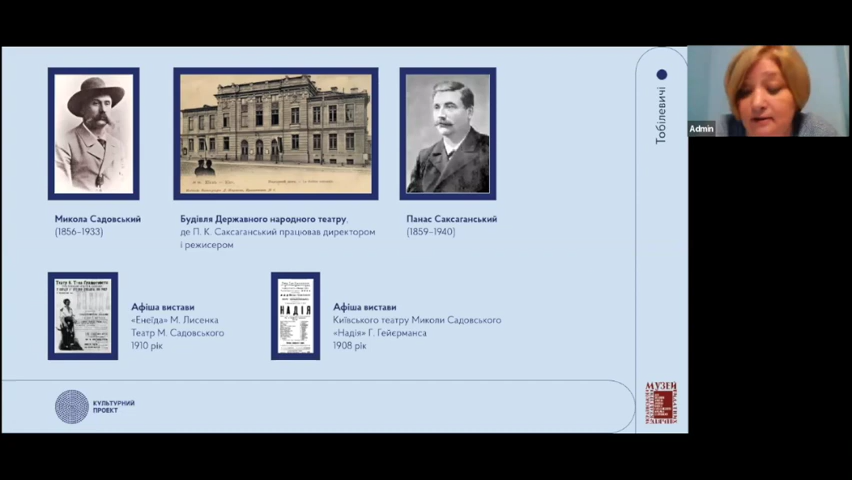 Микола Садовський
(1856–1933)
Будівля Державного народного театру,
де П. К. Саксаганський працював директором
і режисером
Панас Саксаганський
(1859–1940)
Афіша вистави
«Енеїда» М. Лисенка
Театр М. Садовського
1910 рік
НАДІЯ
Афіша вистави
Київського театру Миколи Садовського
«Надія» Г. Гейєрманса
1908 рік
КУЛЬТУРНИЙ
ПРОЕКТ
Тобілевичі
МУЗЕЙ
Admin